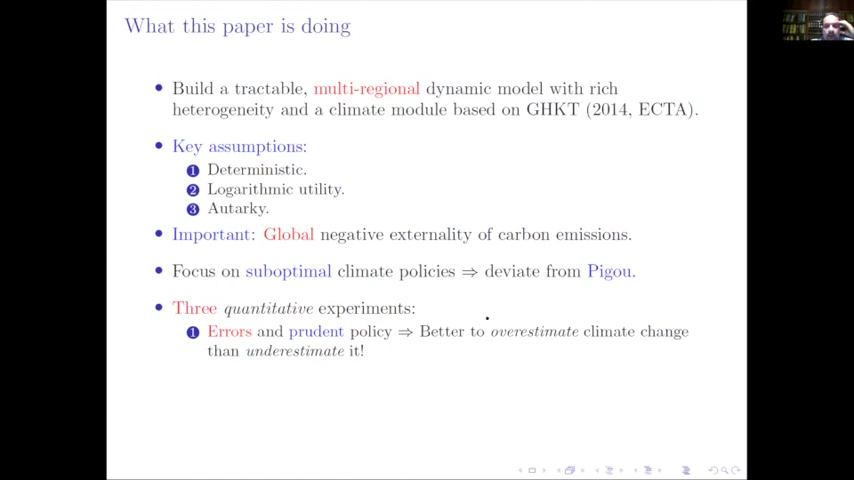 What this paper is doing
• Build a tractable, multi-regional dynamic model with rich
heterogeneity and a climate module based on GHKT (2014, ECTA).
• Key assumptions:
1 Deterministic.
2 Logarithmic utility.
3 Autarky.
• Important: Global negative externality of carbon emissions.
• Focus on suboptimal climate policies ⇒ deviate from Pigou.
• Three quantitative experiments:
1 Errors and prudent policy ⇒ Better to overestimate climate change
than underestimate it!